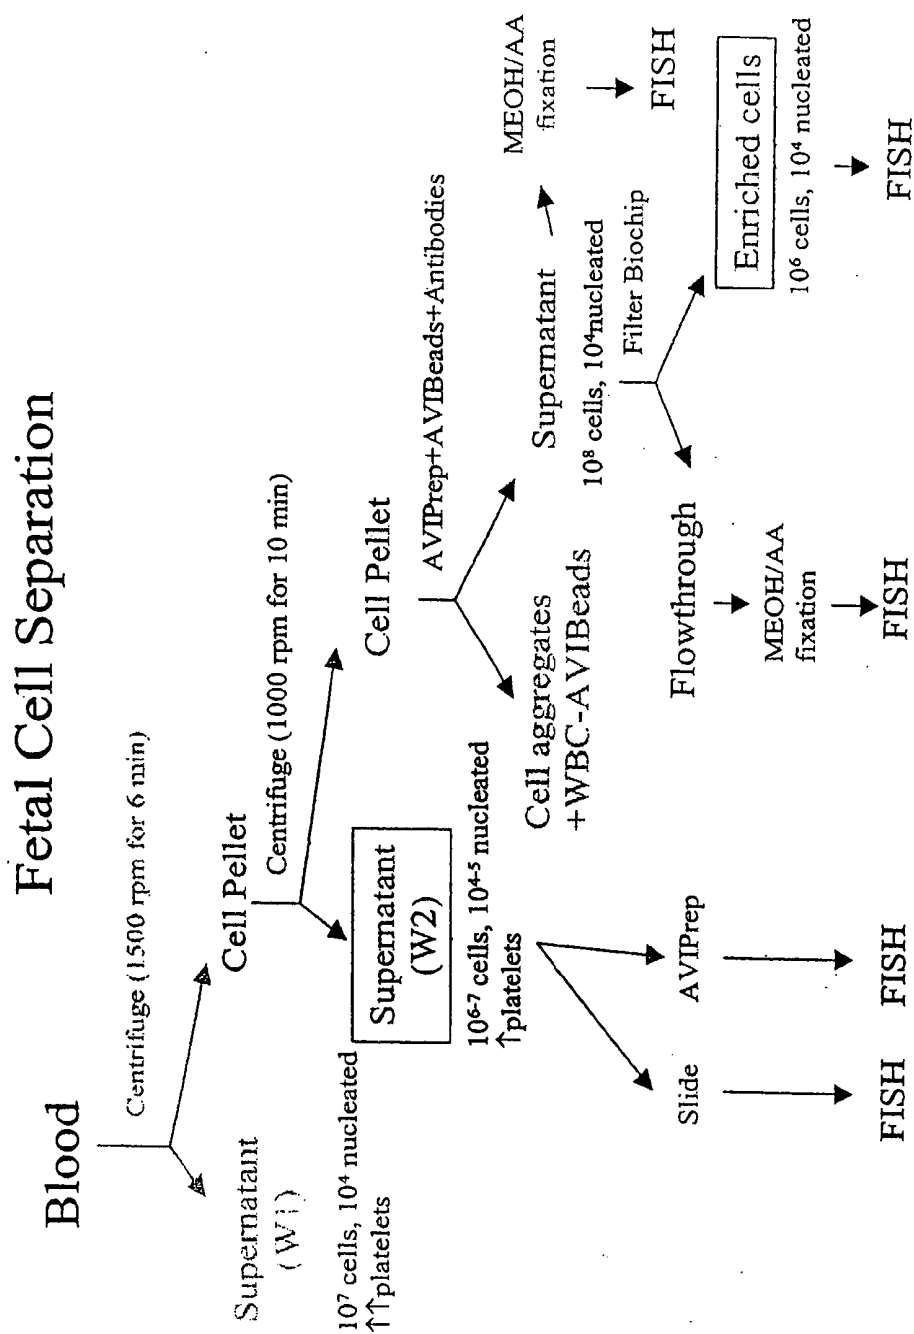 Fetal Cell Separation
Blood
Centrifuge (1500 rpm for 6 min)
Supernatant
(W1)
10⁷ cells, 10⁴ nucleated
↑↑platelets
Cell Pellet
Centrifuge (1000 rpm for 10 min)
Supernatant
(W2)
10⁶⁻⁷ cells, 10⁴⁻⁵ nucleated
↑platelets
Slide
FISH
AVIPrep
FISH
Cell Pellet
AVIPrep+AVIBeads+Antibodies
Cell aggregates
+WBC-AVIBeads
Supernatant
10⁸ cells, 10⁴nucleated
Filter Biochip
MEOH/AA
fixation
FISH
Flowthrough
MEOH/AA
fixation
FISH
Enriched cells
10⁶ cells, 10⁴ nucleated
FISH